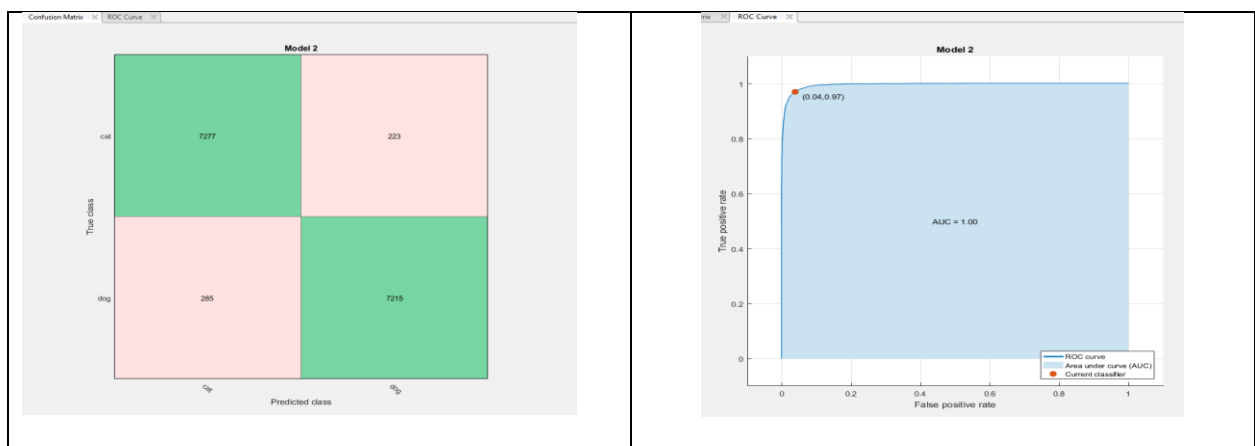 Confusion Matrix ROC Curve
Model 2
cat
7277
223
True class
dog
285
7215
cat
dog
Predicted class
ROC Curve
Model 2
1
(0.04,0.97)
0.8
True positive rate
0.6
AUC = 1.00
0.4
0.2
0
ROC curve
Area under curve (AUC)
Current classifier
0 0.2 0.4 0.6 0.8 1
False positive rate